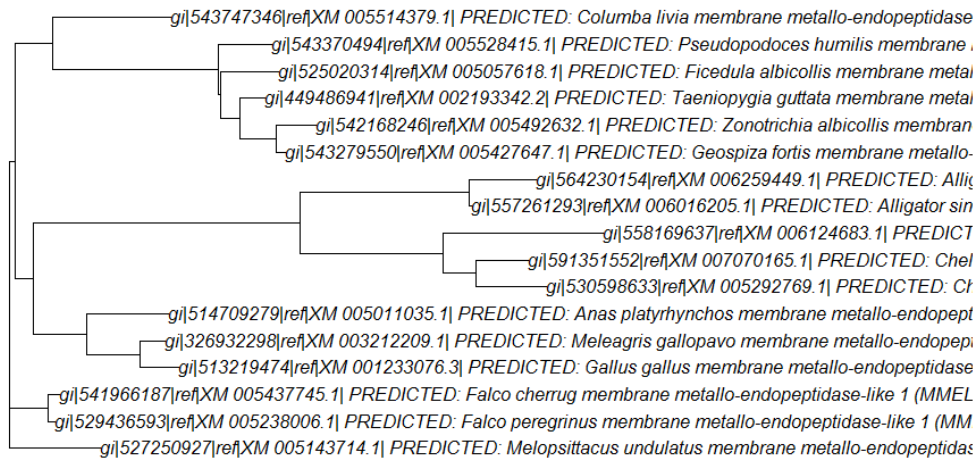 gi|543747346|ref|XM 005514379.1| PREDICTED: Columba livia membrane metallo-endopeptidase
gi|543370494|ref|XM 005528415.1| PREDICTED: Pseudopodoces humilis membrane
gi|525020314|ref|XM 005057618.1| PREDICTED: Ficedula albicollis membrane metal
gi|449486941|ref|XM 002193342.2| PREDICTED: Taeniopygia guttata membrane metal
gi|542168246|ref|XM 005492632.1| PREDICTED: Zonotrichia albicollis membran
gi|543279550|ref|XM 005427647.1| PREDICTED: Geospiza fortis membrane metallo-
gi|564230154|ref|XM 006259449.1| PREDICTED: Allig
gi|557261293|ref|XM 006016205.1| PREDICTED: Alligator sin
gi|558169637|ref|XM 006124683.1| PREDICT
gi|591351552|ref|XM 007070165.1| PREDICTED: Chel
gi|530598633|ref|XM 005292769.1| PREDICTED: Ch
gi|514709279|ref|XM 005011035.1| PREDICTED: Anas platyrhynchos membrane metallo-endopept
gi|326932298|ref|XM 003212209.1| PREDICTED: Meleagris gallopavo membrane metallo-endopept
gi|513219474|ref|XM 001233076.3| PREDICTED: Gallus gallus membrane metallo-endopeptidase
gi|541966187|ref|XM 005437745.1| PREDICTED: Falco cherrug membrane metallo-endopeptidase-like 1 (MMEL
gi|529436593|ref|XM 005238006.1| PREDICTED: Falco peregrinus membrane metallo-endopeptidase-like 1 (MM
gi|527250927|ref|XM 005143714.1| PREDICTED: Melopsittacus undulatus membrane metallo-endopeptidas